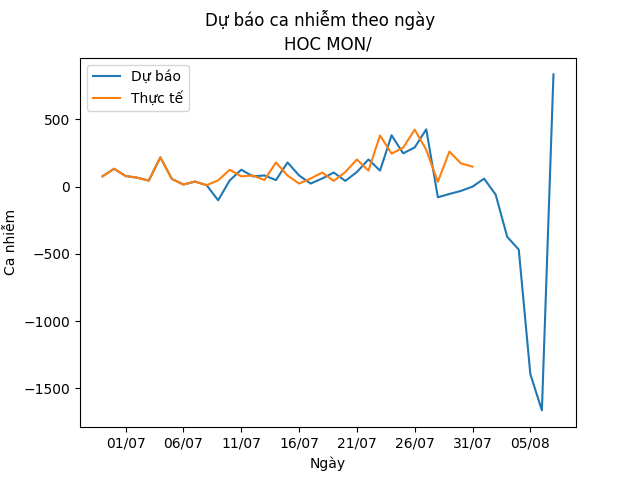 Dự báo ca nhiễm theo ngày
HOC MON/
Dự báo
Thực tế
Ca nhiễm
500
0
−500
−1000
−1500
01/07 06/07 11/07 16/07 21/07 26/07 31/07 05/08
Ngày